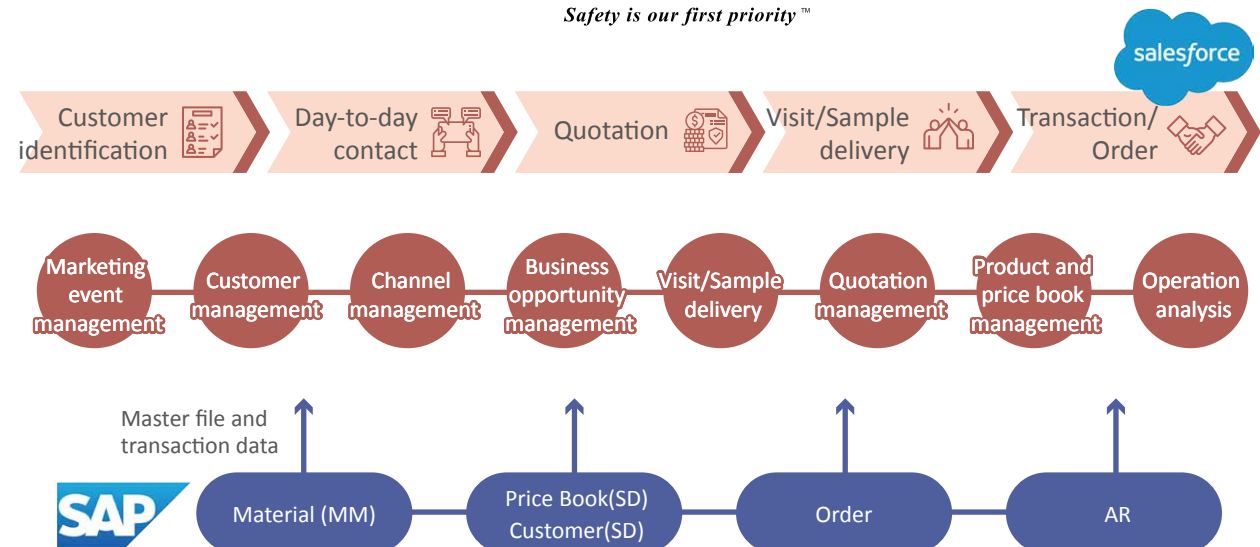 Safety is our first priority™
salesforce
Customer
identification
Day-to-day
contact
Quotation
Visit/Sample
delivery
Transaction/
Order
Marketing
event
management
Customer
management
Channel
management
Business
opportunity
management
Visit/Sample
delivery
Quotation
management
Product and
price book
management
Operation
analysis
Master file and
transaction data
SAP
Material (MM)
Price Book(SD)
Customer(SD)
Order
AR